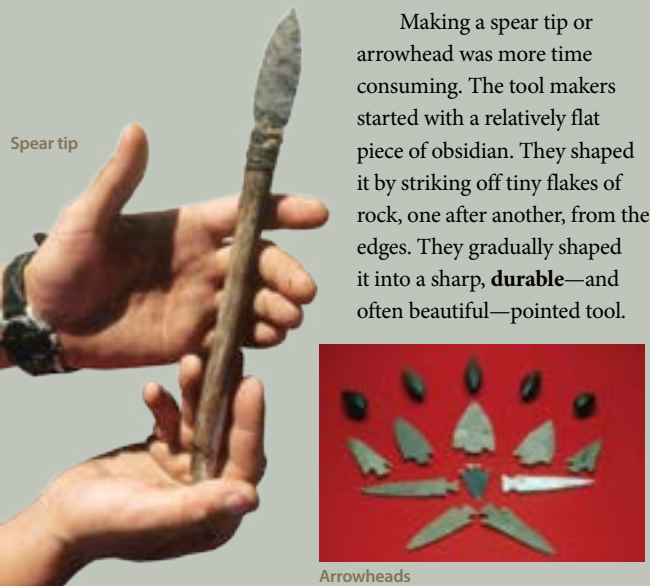 Making a spear tip or
arrowhead was more time
consuming. The tool makers
started with a relatively flat
piece of obsidian. They shaped
it by striking off tiny flakes of
rock, one after another, from the
edges. They gradually shaped
it into a sharp, durable—and
often beautiful—pointed tool.
Spear tip
Arrowheads